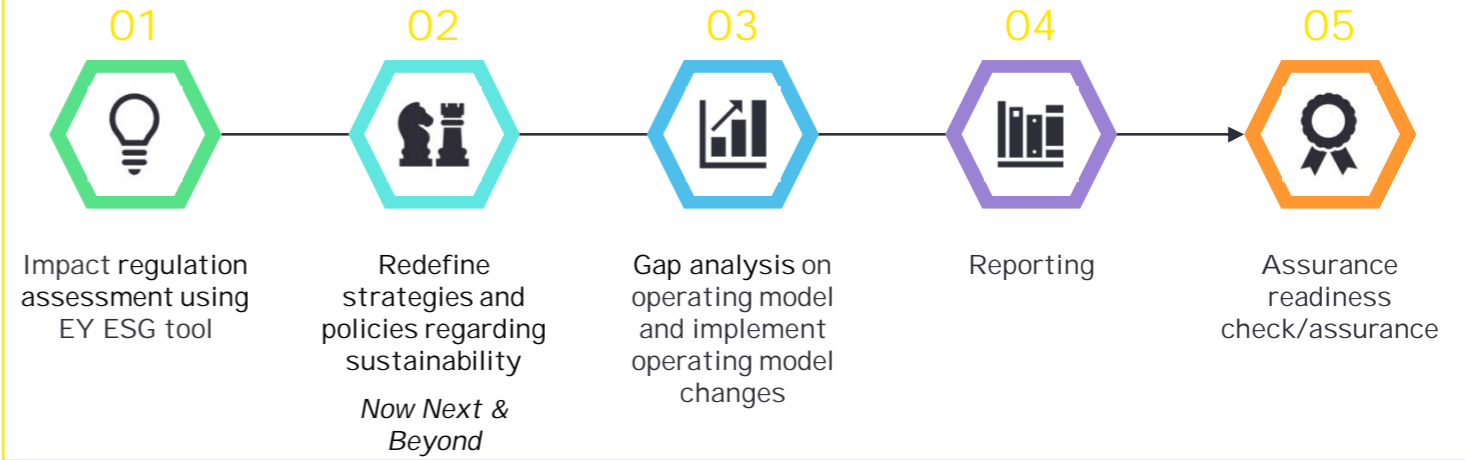 01
02
03
04
05
Impact regulation
assessment using
EY ESG tool
Redefine
strategies and
policies regarding
sustainability
Now Next &
Beyond
Gap analysis on
operating model
and implement
operating model
changes
Reporting
Assurance
readiness
check/assurance